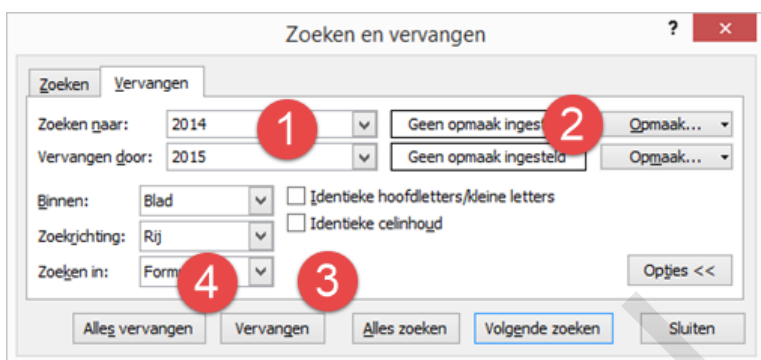 Zoeken en vervangen ? ×
Zoeken Vervangen
Zoeken naar: 2014 1 Geen opmaak 2 Opmaak...
Vervangen door: 2015 Geen opmaak ingesteld Opmaak...
Binnen: Blad Identieke hoofdletters/kleine letters
Zoekrichting: Rij Identieke celinhoud
Zoeken in: 4 3 Opties <<
Alles vervangen Vervangen Alles zoeken Volgende zoeken Sluiten